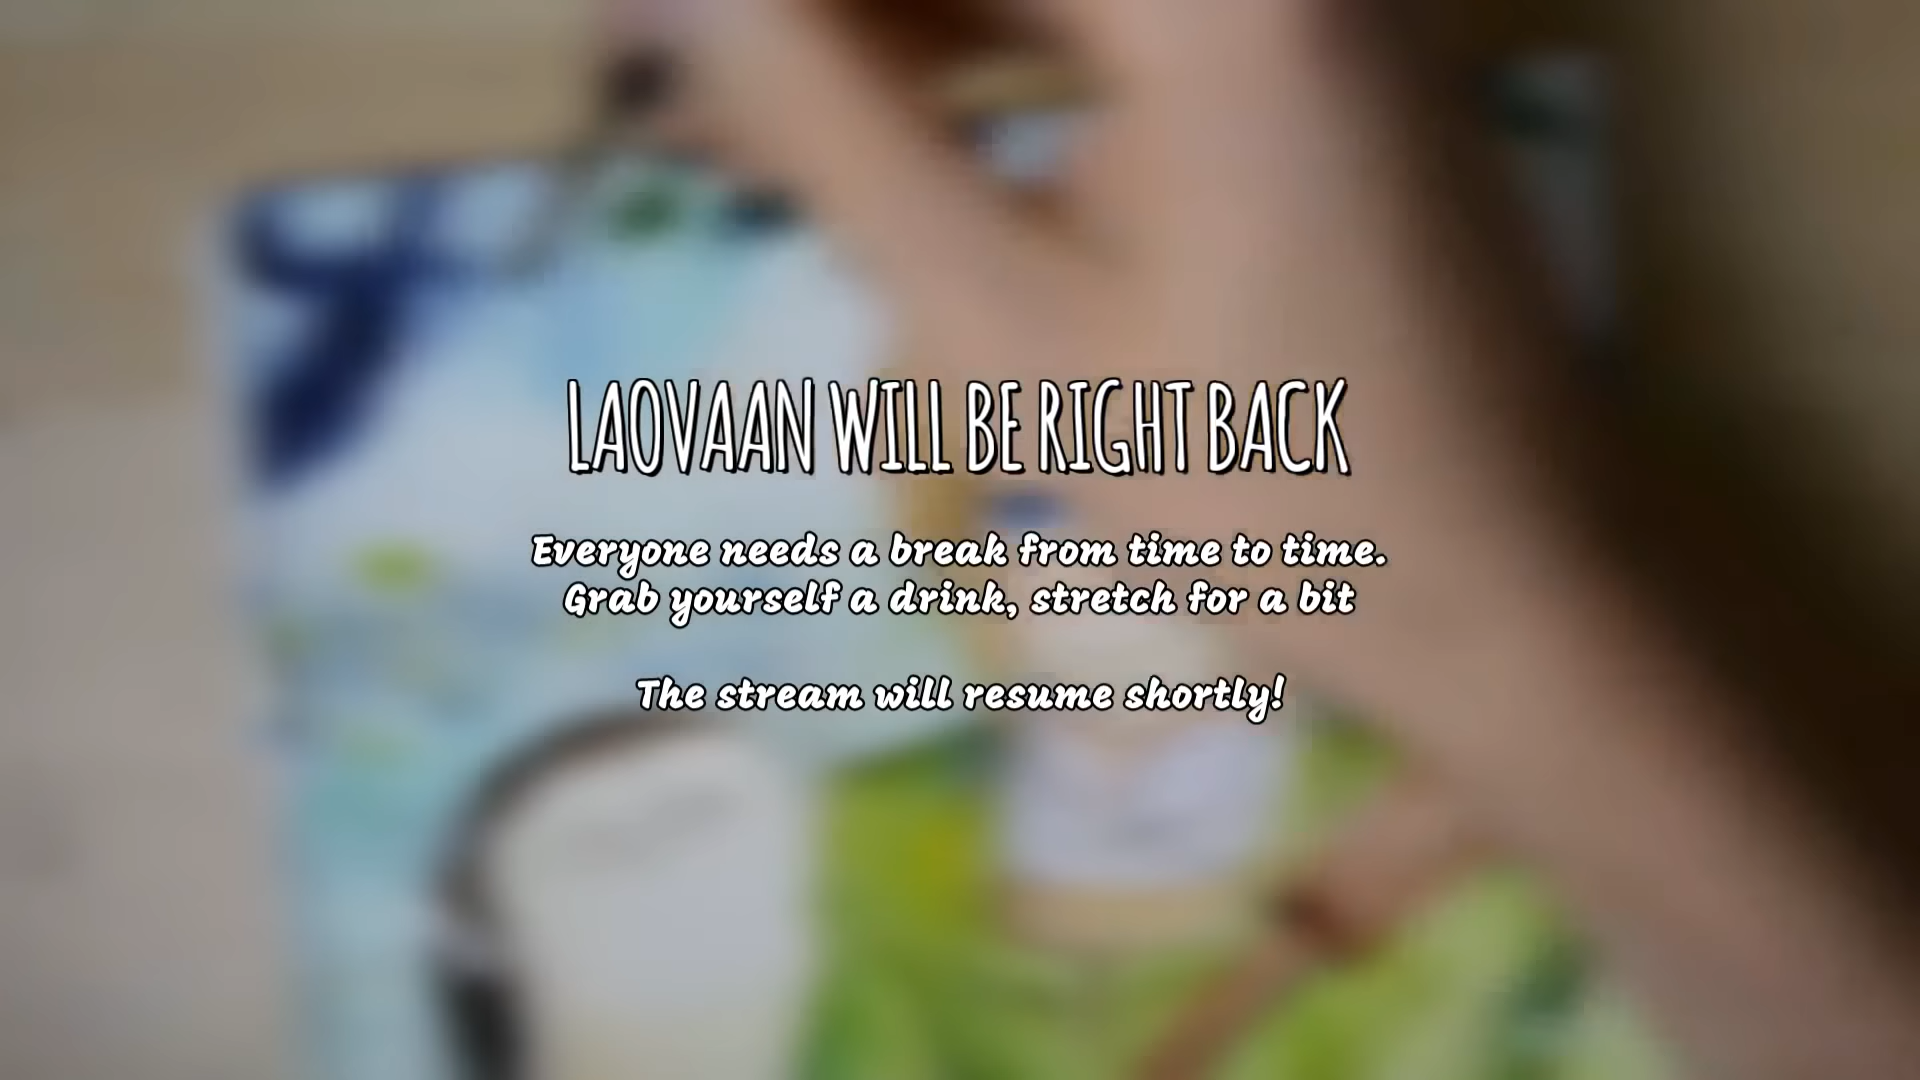 LAOVAAN WILL BE RIGHT BACK
Everyone needs a break from time to time.
Grab yourself a drink, stretch for a bit
The stream will resume shortly!